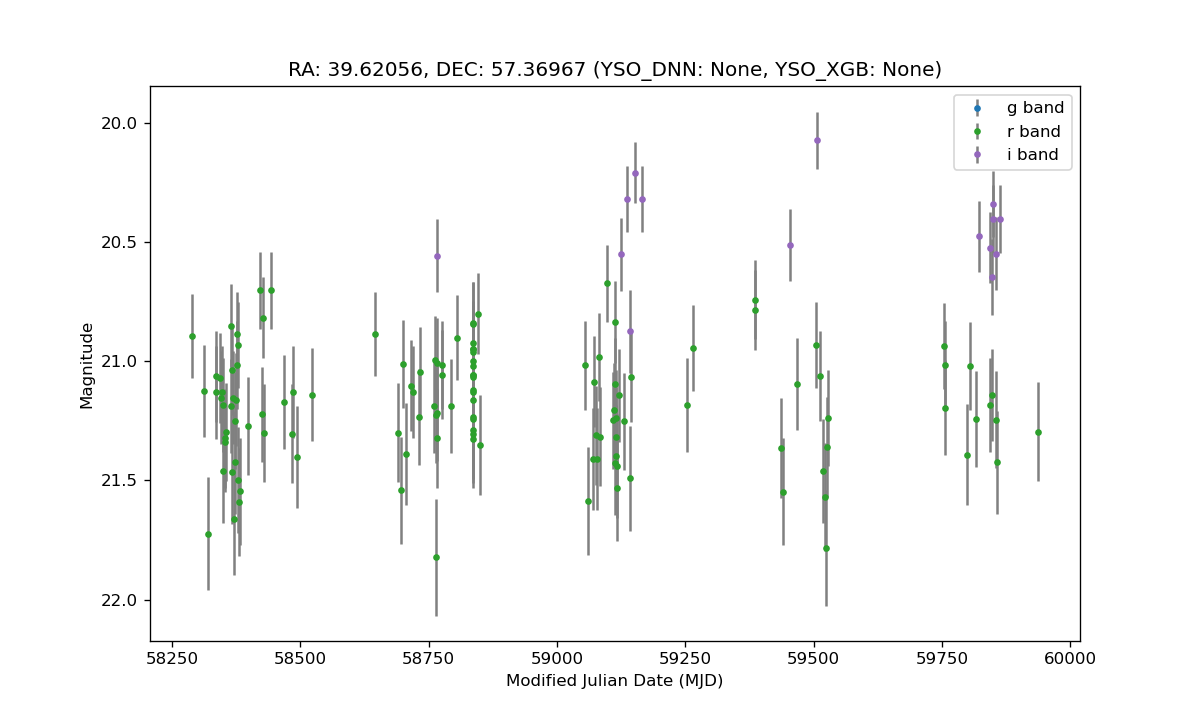 RA: 39.62056, DEC: 57.36967 (YSO_DNN: None, YSO_XGB: None)
g band
r band
i band
20.0
20.5
21.0
21.5
22.0
Magnitude
58250 58500 58750 59000 59250 59500 59750 60000
Modified Julian Date (MJD)